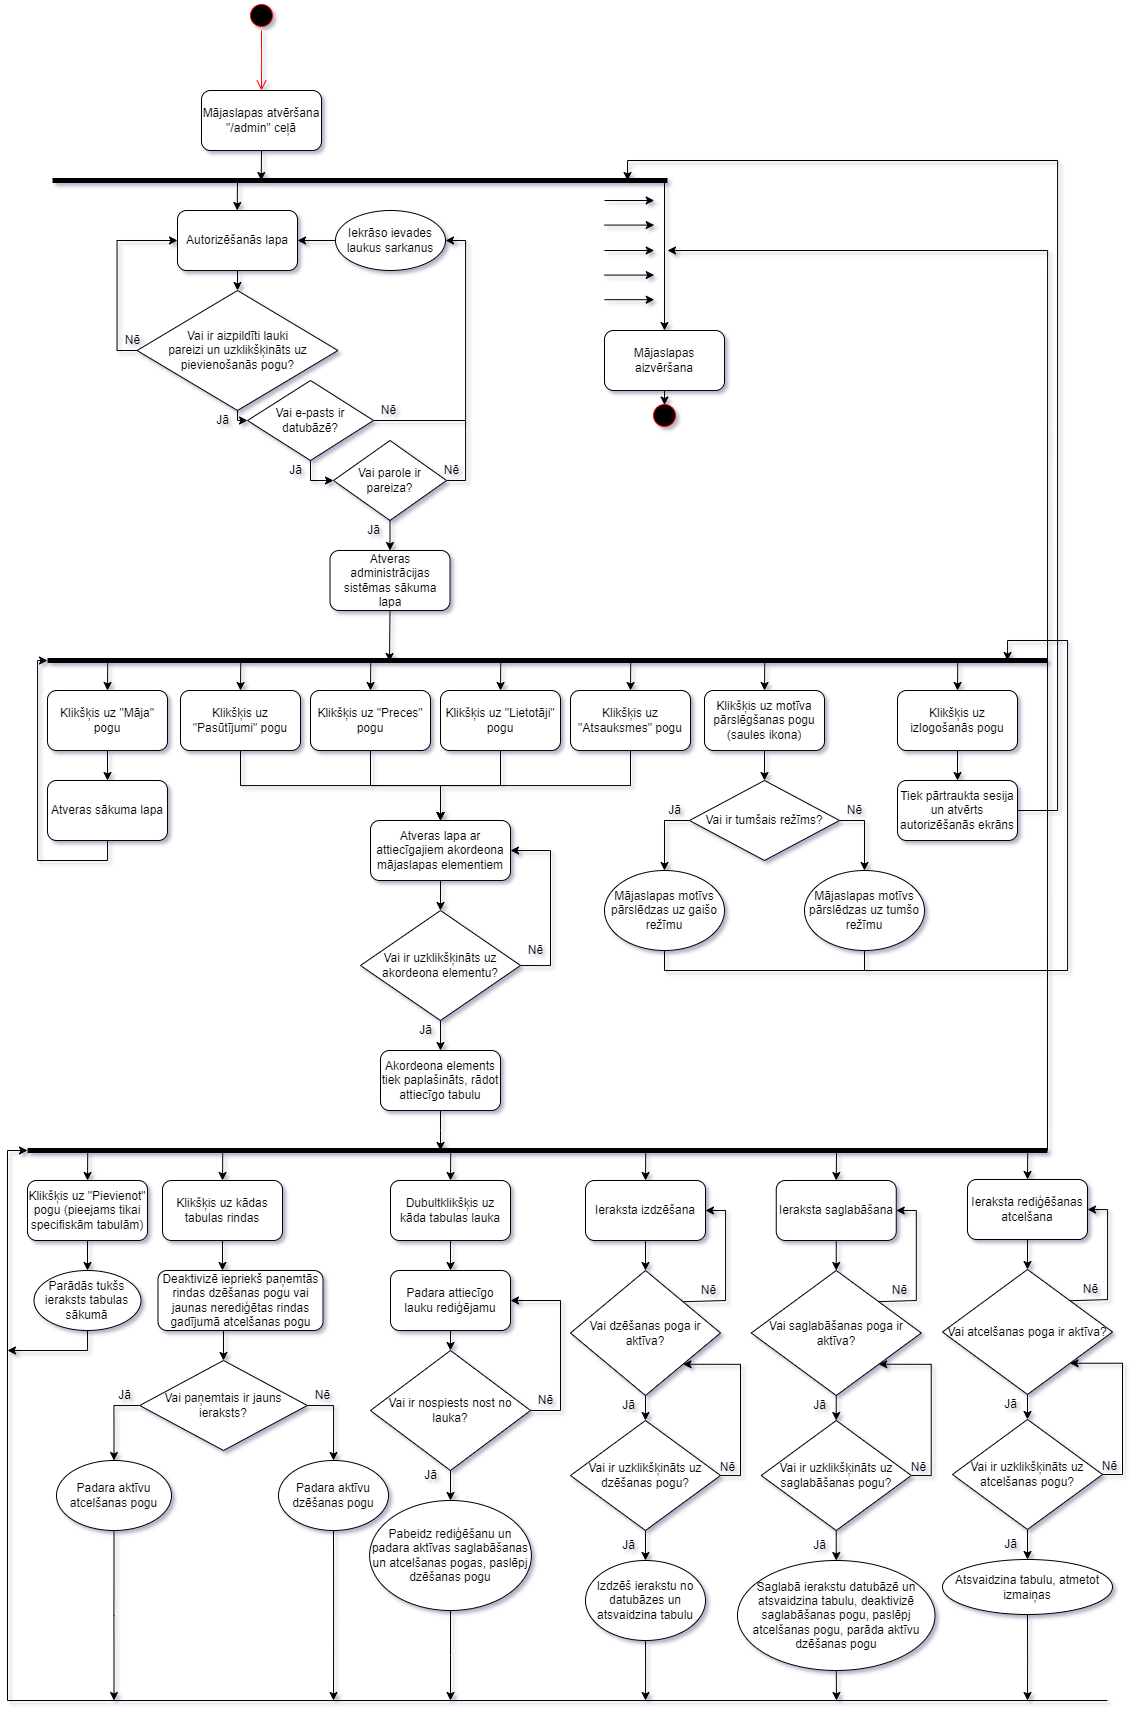 Mājaslapas atvēršana
"/admin" ceļā
Autorizēšanās lapa
Iekrāso ievades
laukus sarkanus
Nē
Vai ir aizpildīti lauki
pareizi un uzklikšķināts uz
pievienošanās pogu?
Mājaslapas
aizvēršana
Jā
Vai e-pasts ir
datubāzē?
Nē
Jā
Vai parole ir
pareiza?
Nē
Jā
Atveras
administrācijas
sistēmas sākuma
lapa
Klikšķis uz "Māja"
pogu
Klikšķis uz
"Pasūtījumi" pogu
Klikšķis uz "Preces"
pogu
Klikšķis uz "Lietotāji"
pogu
Klikšķis uz
"Atsauksmes" pogu
Klikšķis uz motīva
pārslēgšanas pogu
(saules ikona)
Klikšķis uz
izlogošanās pogu
Atveras sākuma lapa
Tiek pārtraukta sesija
un atvērts
autorizēšanās ekrāns
Atveras lapa ar
attiecīgajiem akordeona
mājaslapas elementiem
Jā
Vai ir tumšais režīms?
Nē
Mājaslapas motīvs
pārslēdzas uz gaišo
režīmu
Mājaslapas motīvs
pārslēdzas uz tumšo
režīmu
Vai ir uzklikšķināts uz
akordeona elementu?
Nē
Jā
Akordeona elements
tiek paplašināts, rādot
attiecīgo tabulu
Klikšķis uz "Pievienot"
pogu (pieejams tikai
specifiskām tabulām)
Klikšķis uz kādas
tabulas rindas
Dubultklikšķis uz
kāda tabulas lauka
Ieraksta izdzēšana
Ieraksta saglabāšana
Ieraksta rediģēšanas
atcelšana
Parādās tukšs
ieraksts tabulas
sākumā
Deaktivizē iepriekš paņemtās
rindas dzēšanas pogu vai
jaunas nerediģētas rindas
gadījumā atcelšanas pogu
Padara attiecīgo
lauku rediģējamu
Nē
Vai dzēšanas poga ir
aktīva?
Nē
Vai saglabāšanas poga ir
aktīva?
Nē
Vai atcelšanas poga ir aktīva?
Jā
Vai paņemtais ir jauns
ieraksts?
Nē
Vai ir nospiests nost no
lauka?
Nē
Jā
Jā
Jā
Jā
Vai ir uzklikšķināts uz
dzēšanas pogu?
Nē
Vai ir uzklikšķināts uz
saglabāšanas pogu?
Nē
Vai ir uzklikšķināts uz
atcelšanas pogu?
Nē
Padara aktīvu
atcelšanas pogu
Padara aktīvu
dzēšanas pogu
Pabeidz rediģēšanu un
padara aktīvas saglabāšanas
un atcelšanas pogas, paslēpj
dzēšanas pogu
Jā
Jā
Jā
Izdzēš ierakstu no
datubāzes un
atsvaidzina tabulu
Saglabā ierakstu datubāzē un
atsvaidzina tabulu, deaktivizē
saglabāšanas pogu, paslēpj
atcelšanas pogu, parāda aktīvu
dzēšanas pogu
Atsvaidzina tabulu, atmetot
izmaiņas